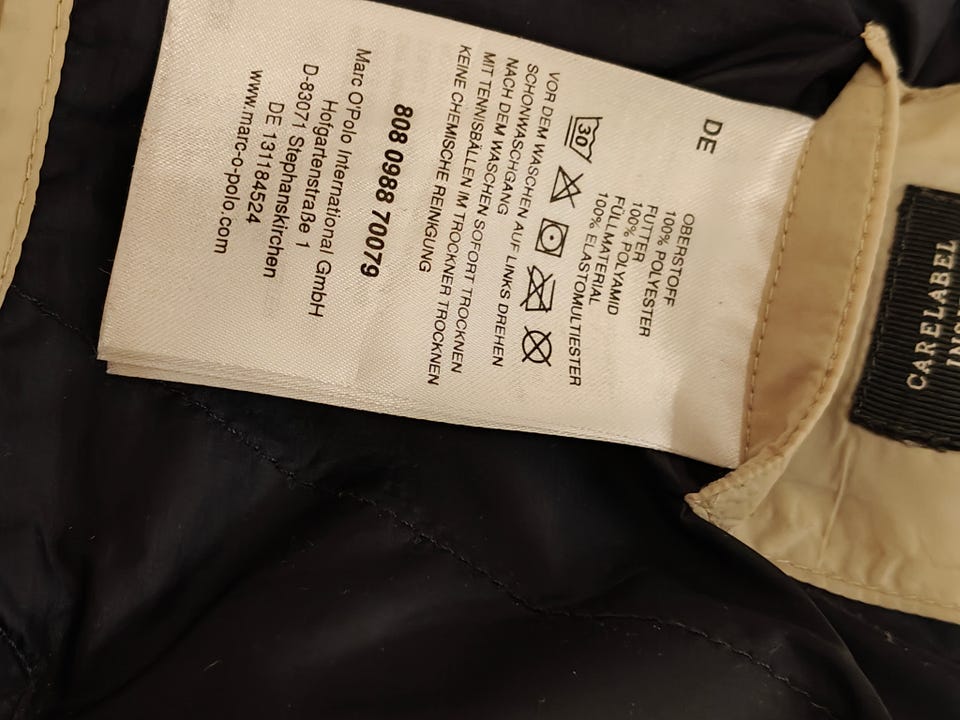 DE
OBERSTOFF
100% POLYESTER
FUTTER
100% POLYAMID
FÜLLMATERIAL
100% ELASTOMULTIESTER
30
VOR DEM WASCHEN AUF LINKS DREHEN
SCHONWASCHGANG
NACH DEM WASCHEN SOFORT TROCKNEN
MIT TENNISBÄLLEN IM TROCKNER TROCKNEN
KEINE CHEMISCHE REINIGUNG
808 0988 70079
Marc O'Polo International GmbH
Hofgartenstraße 1
D-83071 Stephanskirchen
DE 131184524
www.marc-o-polo.com
CARELABEL